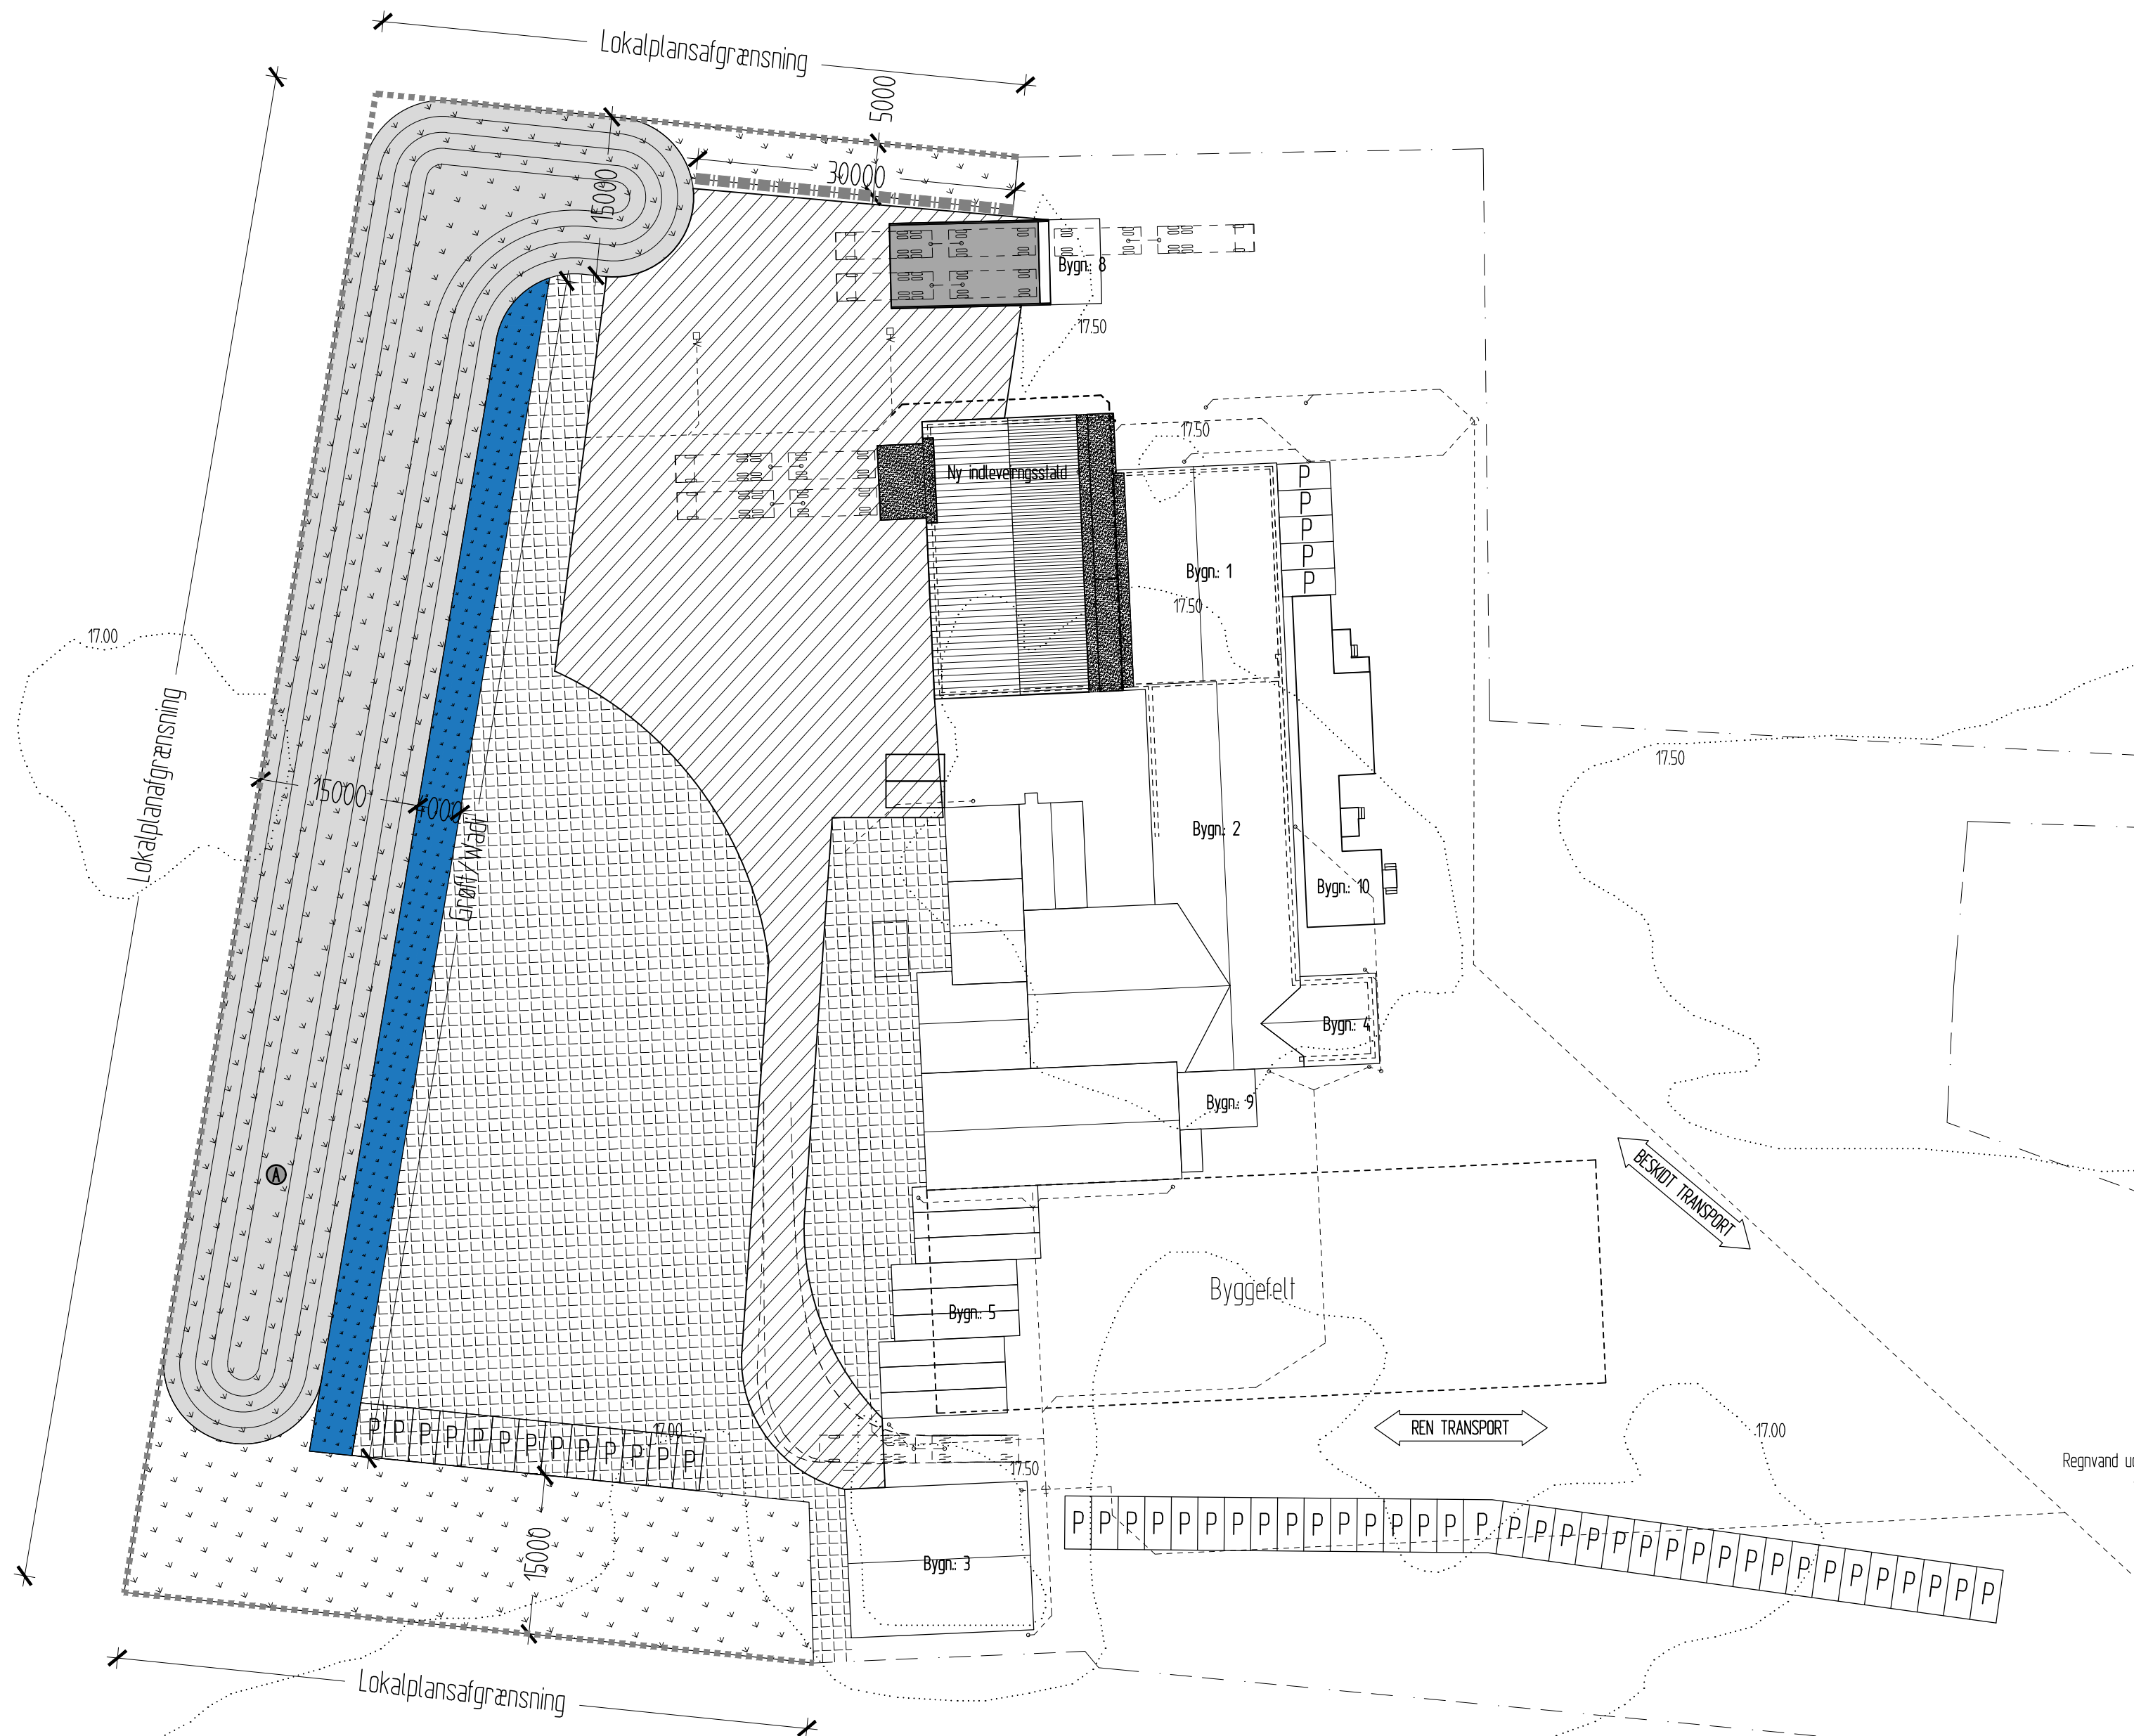 Lokalplansafgrænsning
5000
30000
15000
Bygn.: 8
17.50
17.50
Ny indleveirngsstald
P
P
P
P
P
Bygn.: 1
17.50
17.00
Lokalplanafgrænsning
15000
4000
Grøft/Wadi
17.50
Bygn.: 2
Bygn.: 10
Bygn.: 4
Bygn.: 9
A
BESKIDT TRANSPORT
Byggefelt
Bygn.: 5
REN TRANSPORT
P P P P P P P P P P P P P
17.00
17.00
17.50
Regnvand
P P P P P P P P P P P P P P P P P P P P P P P P P P P P P P P P P P P
15000
Bygn.: 3
Lokalplansafgrænsning